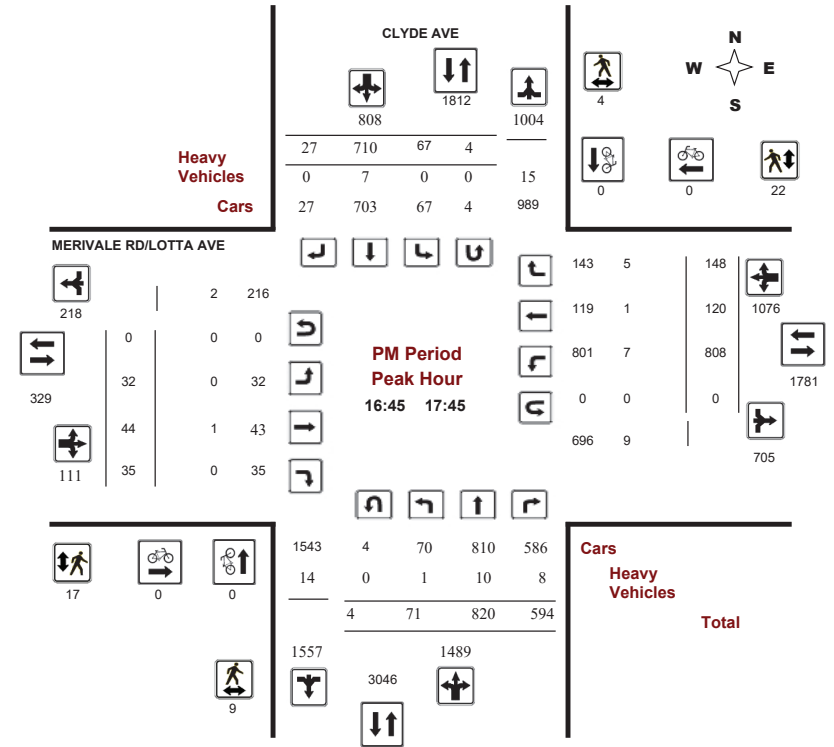 CLYDE AVE
N
W E
S
1812
4
808
1004
27 710 67 4
Heavy
Vehicles
0 7 0 0 15
Cars
27 703 67 4 989
0
0
22
MERIVALE RD/LOTTA AVE
218
2 216
0 0 0
329
32 0 32
44 1 43
111
35 0 35
PM Period
Peak Hour
16:45 17:45
143 5 148
1076
119 1 120
801 7 808
1781
0 0 0
696 9
705
1543 4 70 810 586
Cars
14 0 1 10 8
Heavy
Vehicles
4 71 820 594
Total
17
0
0
1557
1489
3046
9